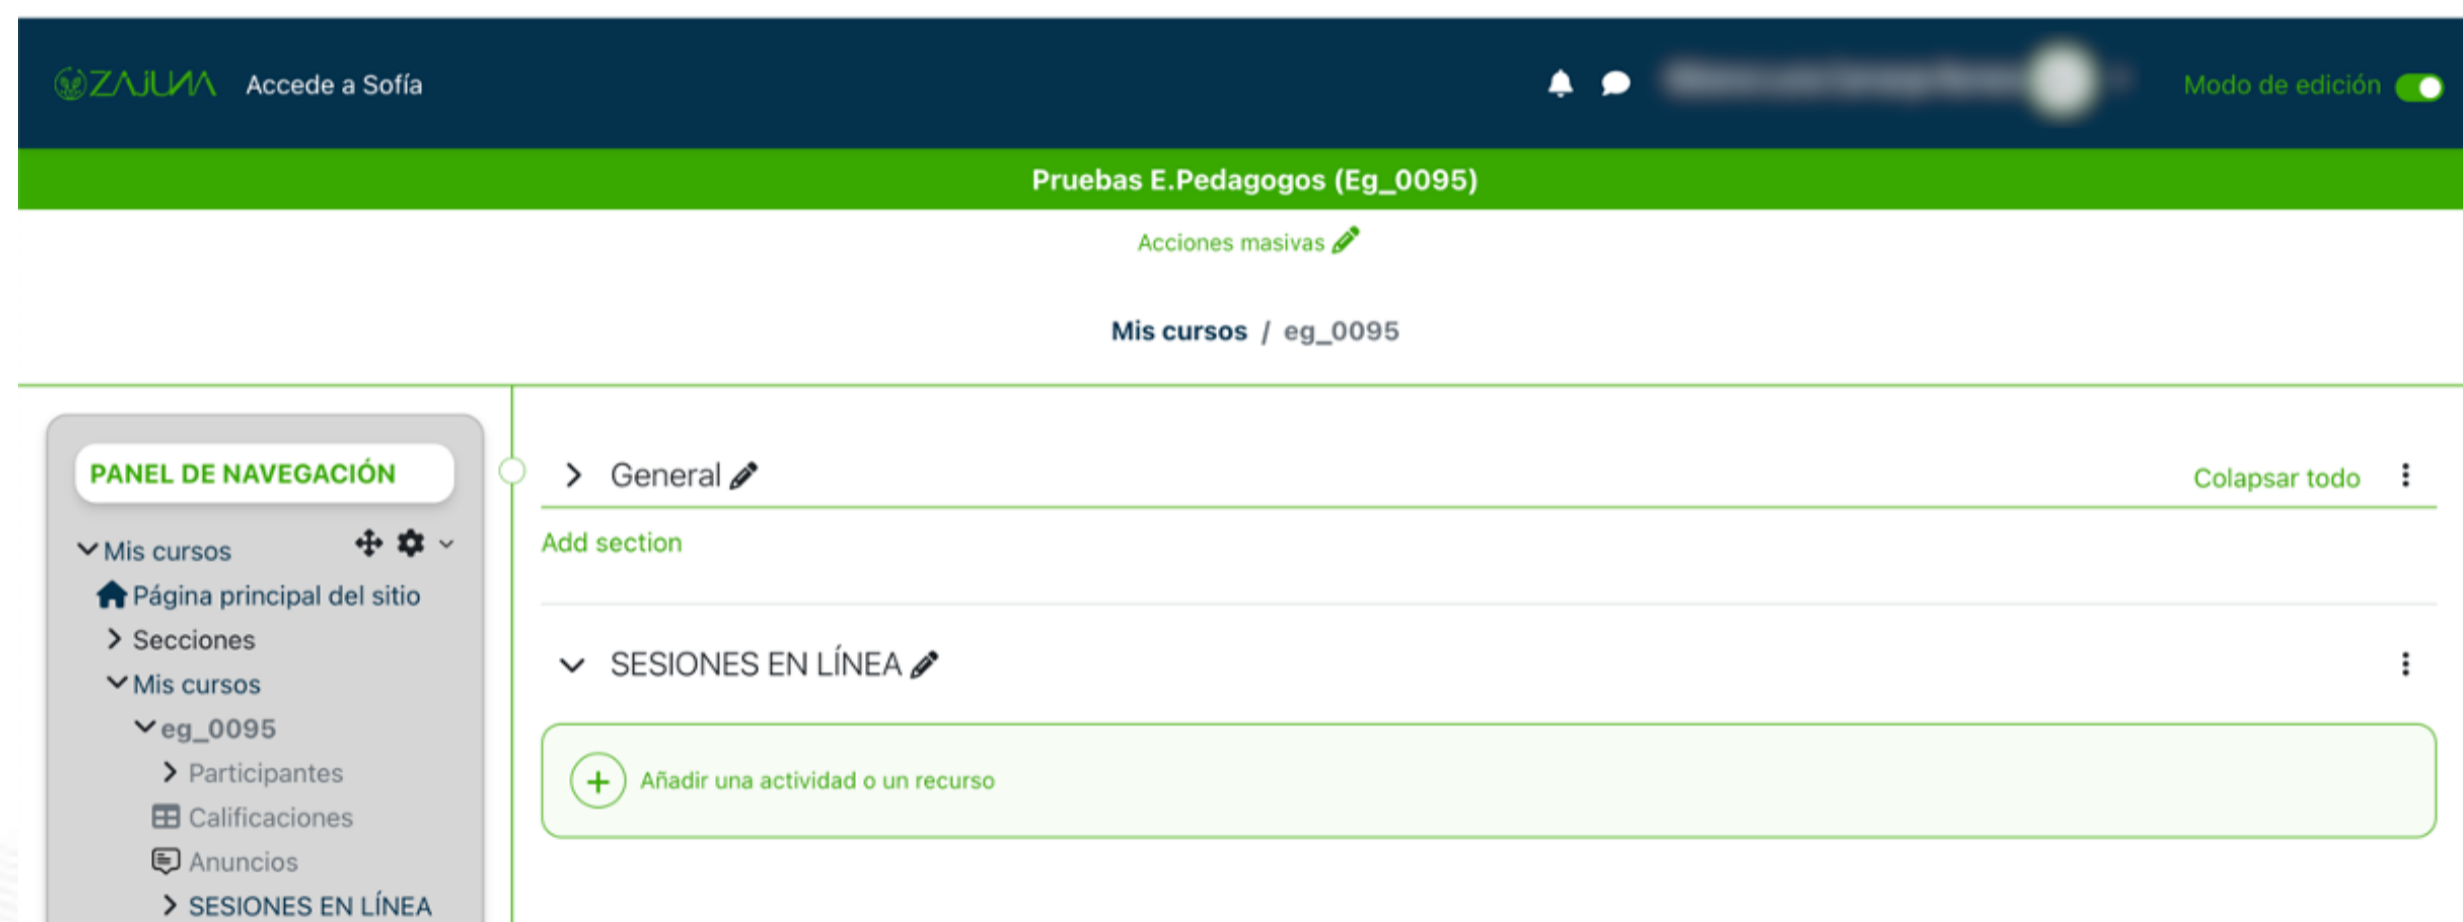 ZAJUNA Accede a Sofía Modo de edición
Pruebas E.Pedagogos (Eg_0095)
Acciones masivas
Mis cursos / eg_0095
PANEL DE NAVEGACIÓN
Mis cursos
Página principal del sitio
Secciones
Mis cursos
eg_0095
Participantes
Calificaciones
Anuncios
SESIONES EN LÍNEA
General Colapsar todo
Add section
SESIONES EN LÍNEA
Añadir una actividad o un recurso